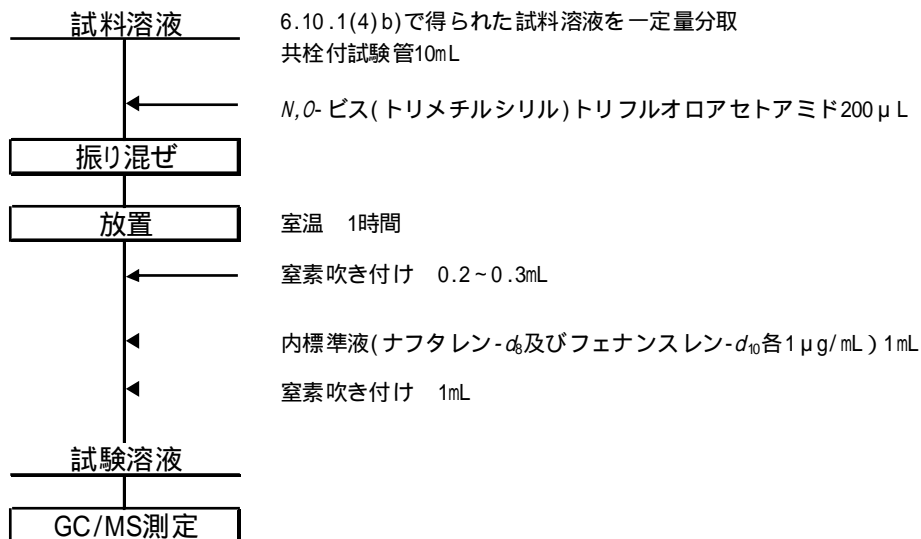 試料溶液 6.10.1(4)b)で得られた試料溶液を一定量分取
共栓付試験管10mL
N,O-ビス(トリメチルシリル)トリフルオロアセトアミド200μL
振り混ぜ
放置 室温 1時間
窒素吹き付け 0.2~0.3mL
内標準液(ナフタレン-d8及びフェナンスレン-d10各1μg/mL)1mL
窒素吹き付け 1mL
試験溶液
GC/MS測定